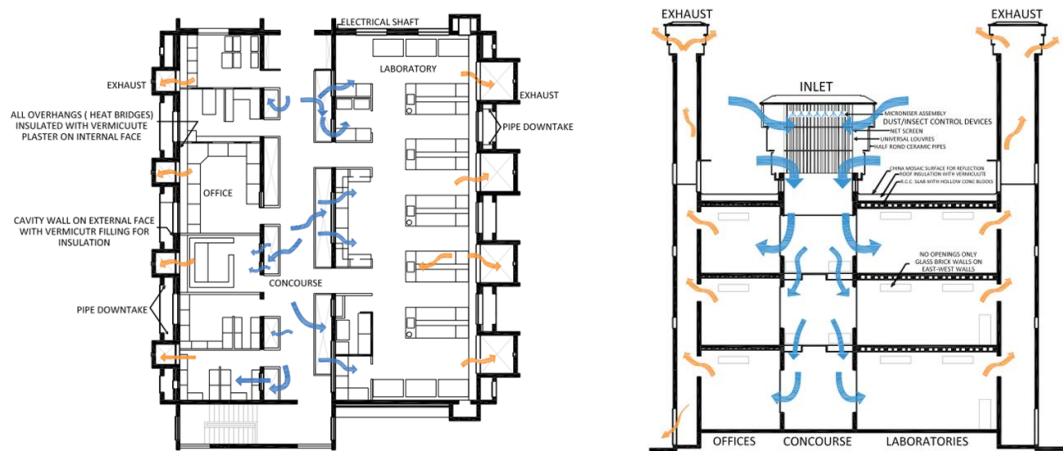 ELECTRICAL SHAFT
LABORATORY
EXHAUST
EXHAUST
ALL OVERHANGS ( HEAT BRIDGES)
INSULATED WITH VERMICUUTE
PLASTER ON INTERNAL FACE
PIPE DOWNTAKE
OFFICE
CAVITY WALL ON EXTERNAL FACE
WITH VERMICUTR FILLING FOR
INSULATION
CONCOURSE
PIPE DOWNTAKE
EXHAUST
EXHAUST
INLET
MICRONISER ASSEMBLY
DUST/INSECT CONTROL DEVICES
NET SCREEN
UNIVERSAL LOUVRES
HALF ROND CERAMIC PIPES
CHINA MOSAIC SURFACE FOR REFLECTION
ROOF INSULATION WITH VERMICUTE
R.C.C. SLAB WITH HOLLOW CONC BLOCKS
NO OPENINGS ONLY
GLASS BRICK WALLS ON
EAST-WEST WALLS
OFFICES
CONCOURSE
LABORATORIES